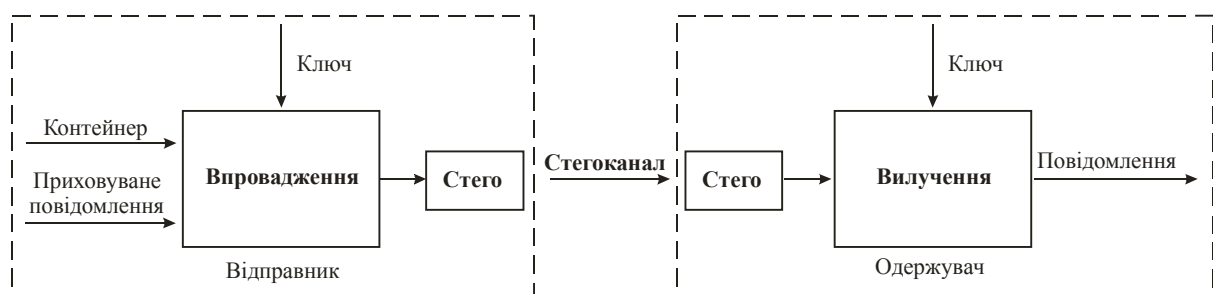 Ключ
Контейнер
Приховуване
повідомлення
Впровадження
Стего
Відправник
Стегоканал
Ключ
Стего
Вилучення
Повідомлення
Одержувач